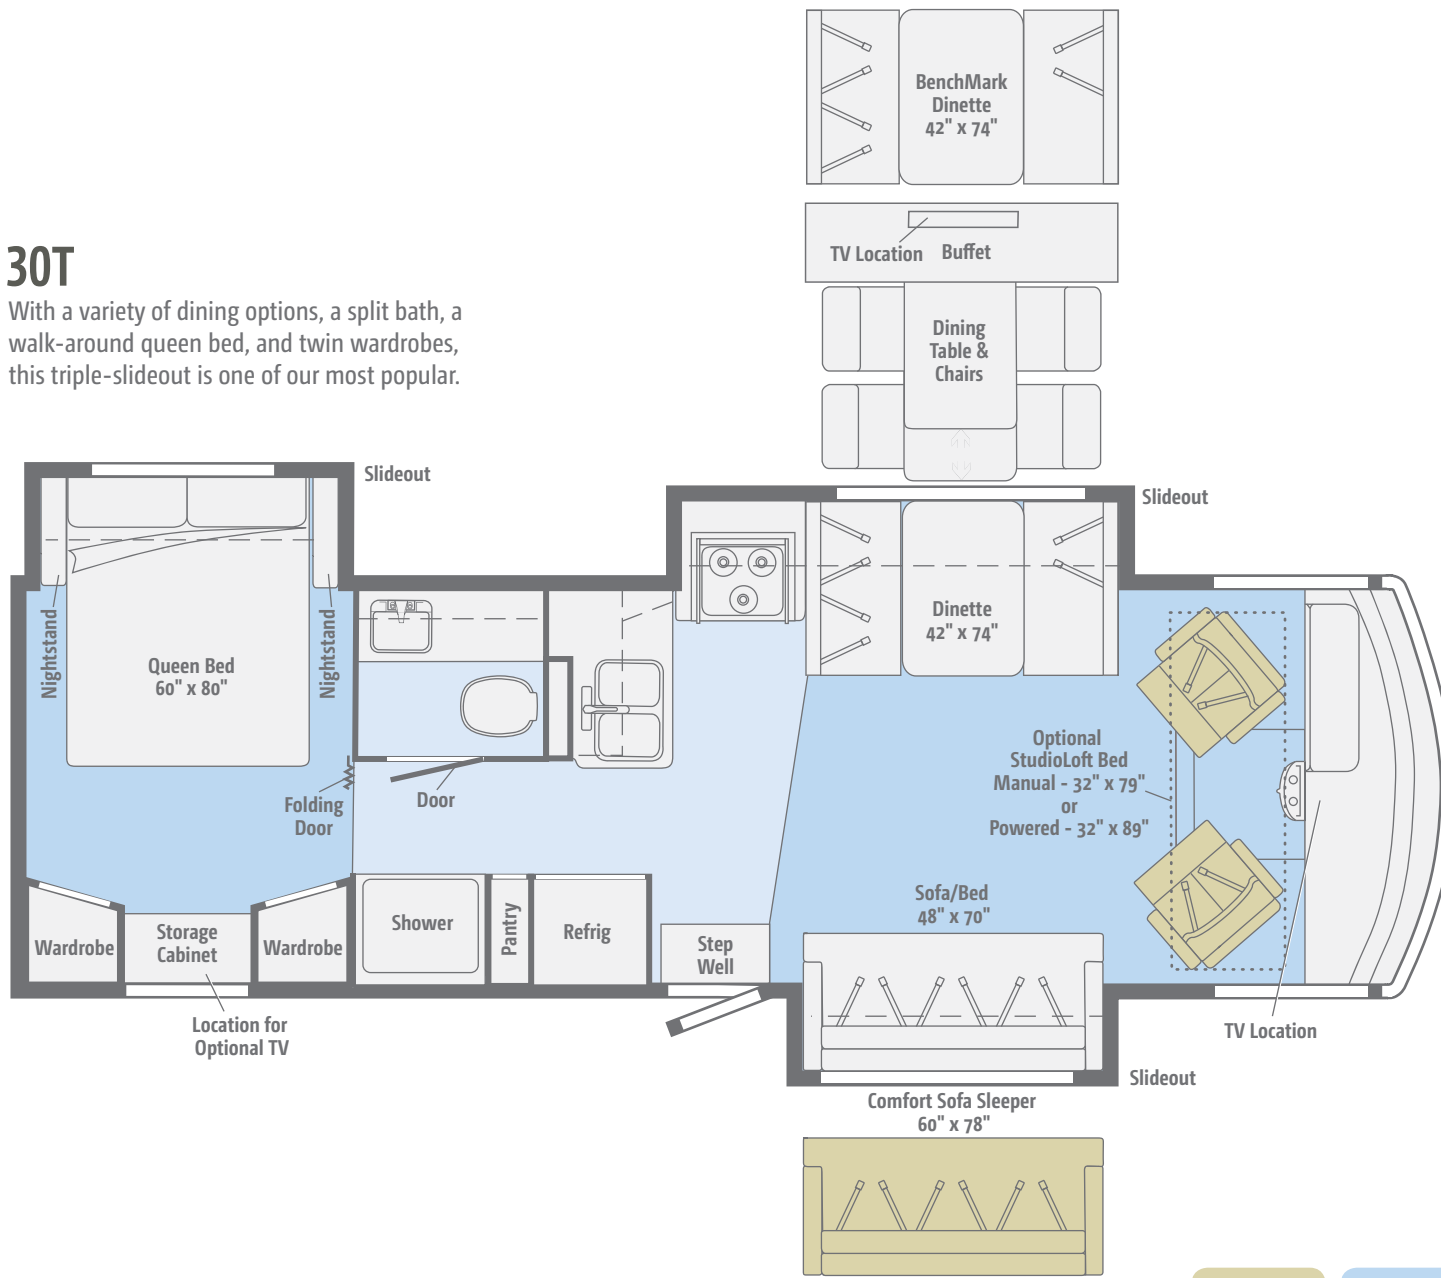 BenchMark
Dinette
42" x 74"
TV Location
Buffet
Dining
Table &
Chairs
30T
With a variety of dining options, a split bath, a
walk-around queen bed, and twin wardrobes,
this triple-slideout is one of our most popular.
Slideout
Slideout
Nightstand
Queen Bed
60" x 80"
Nightstand
Dinette
42" x 74"
Folding
Door
Door
Optional
StudioLoft Bed
Manual - 32" x 79"
or
Powered - 32" x 89"
Wardrobe
Storage
Cabinet
Wardrobe
Shower
Pantry
Refrig
Step
Well
Sofa/Bed
48" x 70"
Location for
Optional TV
TV Location
Slideout
Comfort Sofa Sleeper
60" x 78"